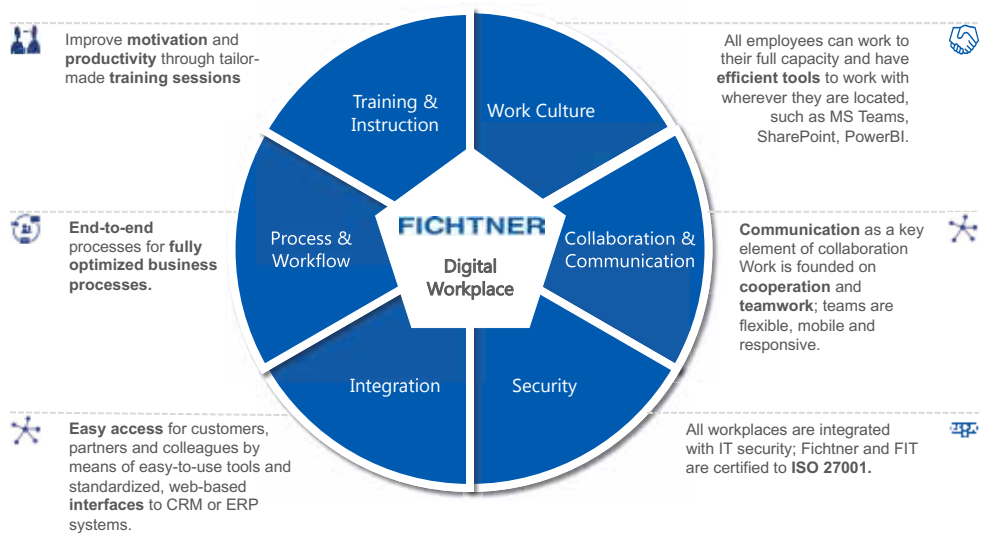 Improve motivation and
productivity through tailor-
made training sessions
Training &
Instruction
Work Culture
All employees can work to
their full capacity and have
efficient tools to work with
wherever they are located,
such as MS Teams,
SharePoint, PowerBI.
End-to-end
processes for fully
optimized business
processes.
Process &
Workflow
FICHTNER
Digital
Workplace
Collaboration &
Communication
Communication as a key
element of collaboration
Work is founded on
cooperation and
teamwork; teams are
flexible, mobile and
responsive.
Integration
Security
Easy access for customers,
partners and colleagues by
means of easy-to-use tools and
standardized, web-based
interfaces to CRM or ERP
systems.
All workplaces are integrated
with IT security; Fichtner and FIT
are certified to ISO 27001.